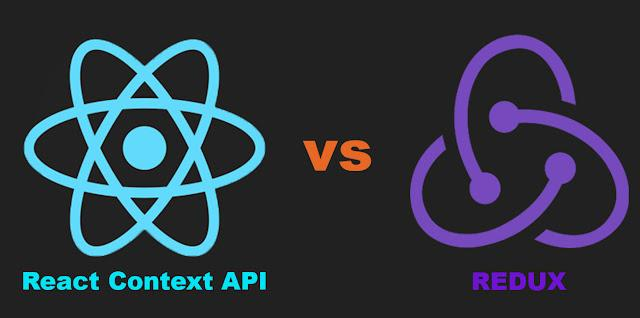 VS
React Context API
REDUX